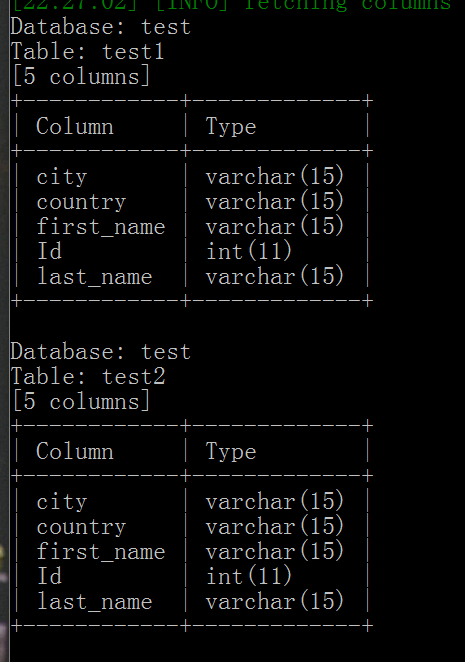 [22:27:02] [INFO] fetching columns
Database: test
Table: test1
[5 columns]
+------------+-------------+
| Column     | Type        |
+------------+-------------+
| city       | varchar(15) |
| country    | varchar(15) |
| first_name | varchar(15) |
| Id         | int(11)     |
| last_name  | varchar(15) |
+------------+-------------+

Database: test
Table: test2
[5 columns]
+------------+-------------+
| Column     | Type        |
+------------+-------------+
| city       | varchar(15) |
| country    | varchar(15) |
| first_name | varchar(15) |
| Id         | int(11)     |
| last_name  | varchar(15) |
+------------+-------------+